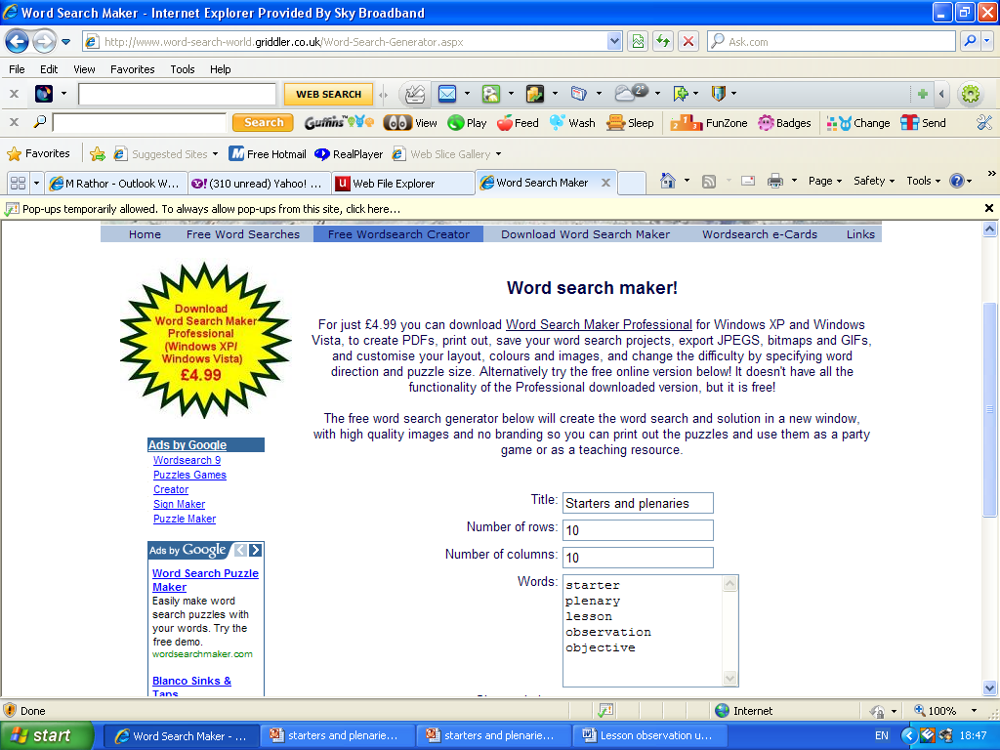 Word Search Maker - Internet Explorer Provided By Sky Broadband
http://www.word-search-world.griddler.co.uk/Word-Search-Generator.aspx
Ask.com
File Edit View Favorites Tools Help
WEB SEARCH
2°
Search Guffins View Play Feed Wash Sleep FunZone Badges Change Send
Favorites Suggested Sites Free Hotmail RealPlayer Web Slice Gallery
M Rathor - Outlook W... (310 unread) Yahoo! ... Web File Explorer Word Search Maker Page Safety Tools
Pop-ups temporarily allowed. To always allow pop-ups from this site, click here...
Home Free Word Searches Free Wordsearch Creator Download Word Search Maker Wordsearch e-Cards Links
Download
Word Search Maker
Professional
(Windows XP/
Windows Vista)
£4.99
Word search maker!
For just £4.99 you can download Word Search Maker Professional for Windows XP and Windows
Vista, to create PDFs, print out, save your word search projects, export JPEGS, bitmaps and GIFs,
and customise your layout, colours and images, and change the difficulty by specifying word
direction and puzzle size. Alternatively try the free online version below! It doesn't have all the
functionality of the Professional downloaded version, but it is free!
The free word search generator below will create the word search and solution in a new window,
with high quality images and no branding so you can print out the puzzles and use them as a party
game or as a teaching resource.
Ads by Google
Wordsearch 9
Puzzles Games
Creator
Sign Maker
Puzzle Maker
Ads by Google
Word Search Puzzle
Maker
Easily make word
search puzzles with
your words. Try the
free demo.
wordsearchmaker.com
Blanco Sinks &
Taps
Title: Starters and plenaries
Number of rows: 10
Number of columns: 10
Words: starter
plenary
lesson
observation
objective
Done Internet 100%
start Word Search Maker - ... starters and plenarie... starters and plenarie... Lesson observation u... EN 18:47